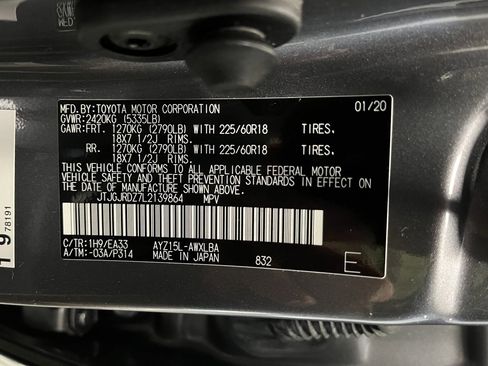 WED
MFD.BY:TOYOTA MOTOR CORPORATION 01/20
GVWR:2420KG (5335LB)
GAWR:FRT. 1270KG (2790LB) WITH 225/60R18 TIRES,
18X7 1/2J RIMS.
RR. 1270KG (2790LB) WITH 225/60R18 TIRES,
18X7 1/2J RIMS.
THIS VEHICLE CONFORMS TO ALL APPLICABLE FEDERAL MOTOR
VEHICLE SAFETY AND THEFT PREVENTION STANDARDS IN EFFECT
ON THE DATE OF MANUFACTURE SHOWN ABOVE.
JTJGJRDZ7L2139864 MPV
C/TR:1H9/EA33 AYZ15L-AWXLBA
A/TM:-03A/P314 MADE IN JAPAN 832 E
19 78191